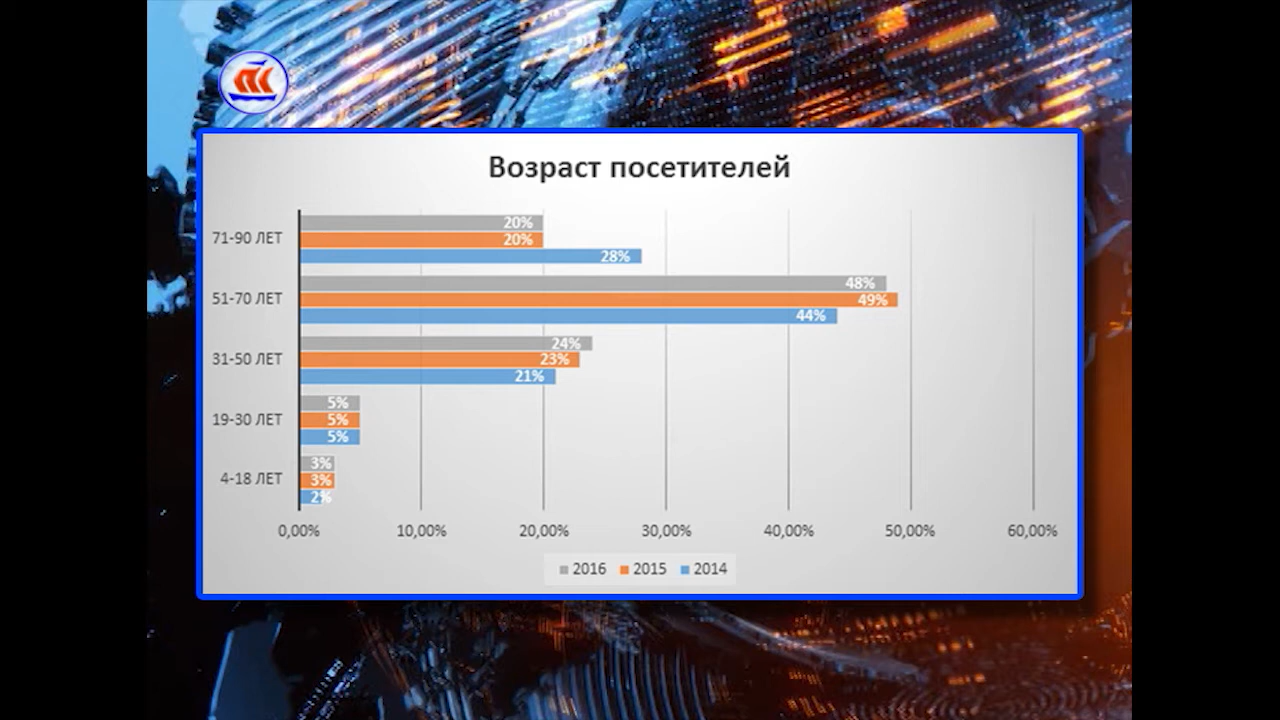 Возраст посетителей
71-90 ЛЕТ
20%
20%
28%
51-70 ЛЕТ
48%
49%
44%
31-50 ЛЕТ
24%
23%
21%
19-30 ЛЕТ
5%
5%
5%
4-18 ЛЕТ
3%
3%
2%
0,00% 10,00% 20,00% 30,00% 40,00% 50,00% 60,00%
2016 2015 2014